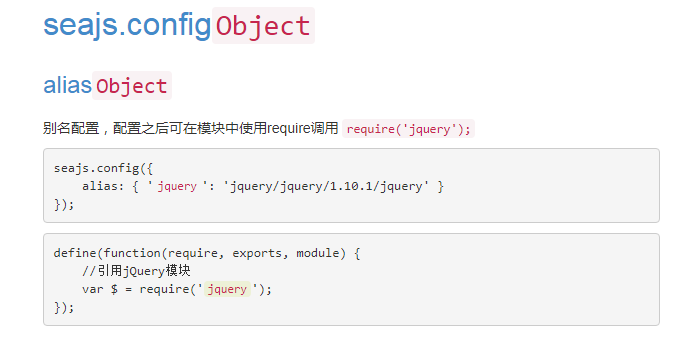 seajs.configObject
aliasObject
别名配置，配置之后可在模块中使用require调用 require('jquery');
seajs.config({
    alias: { 'jquery': 'jquery/jquery/1.10.1/jquery' }
});
define(function(require, exports, module) {
    //引用jQuery模块
    var $ = require('jquery');
});